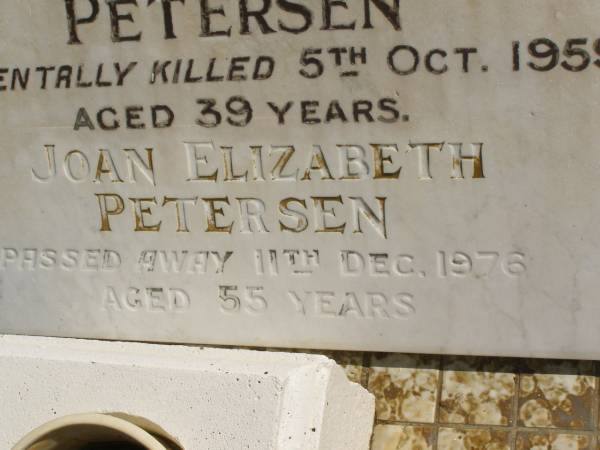 PETERSEN
ENTALLY KILLED 5TH OCT. 1959
AGED 39 YEARS.
JOAN ELIZABETH
PETERSEN
PASSED AWAY 11TH DEC. 1976
AGED 55 YEARS